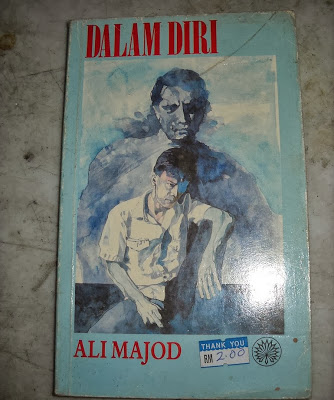 DALAM DIRI
ALI MAJOD
THANK YOU
RM 2.00